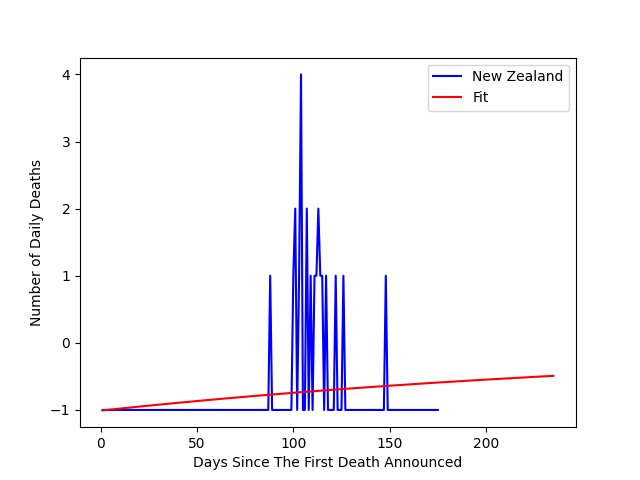 New Zealand
Fit
Number of Daily Deaths
4
3
2
1
0
−1
0
50
100
150
200
Days Since The First Death Announced